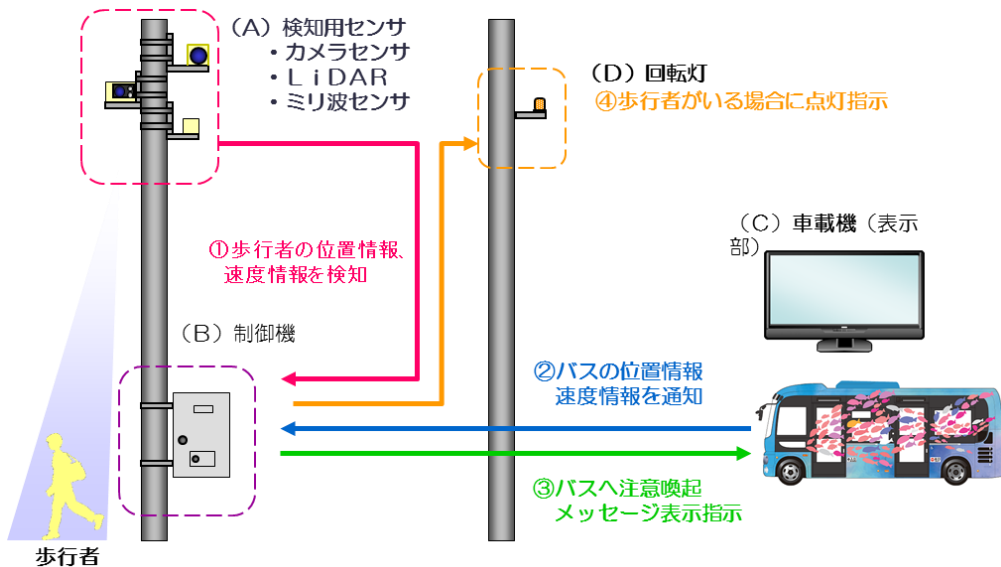 (A)検知用センサ
・カメラセンサ
・LiDAR
・ミリ波センサ
(D)回転灯
④歩行者がいる場合に点灯指示
①歩行者の位置情報、
速度情報を検知
(C)車載機(表示
部)
(B)制御機
②バスの位置情報
速度情報を通知
③バスへ注意喚起
メッセージ表示指示
歩行者